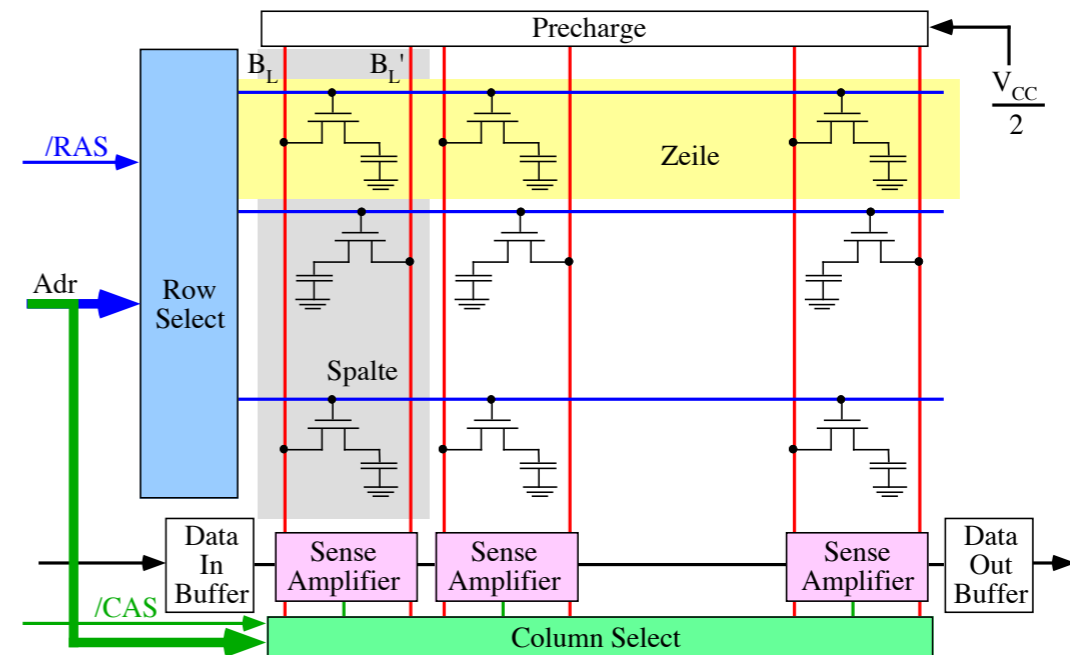 Precharge
B_L
B_L'
V_CC
2
/RAS
Zeile
Adr
Row
Select
Spalte
Data
In
Buffer
Sense
Amplifier
Sense
Amplifier
Sense
Amplifier
Data
Out
Buffer
/CAS
Column Select